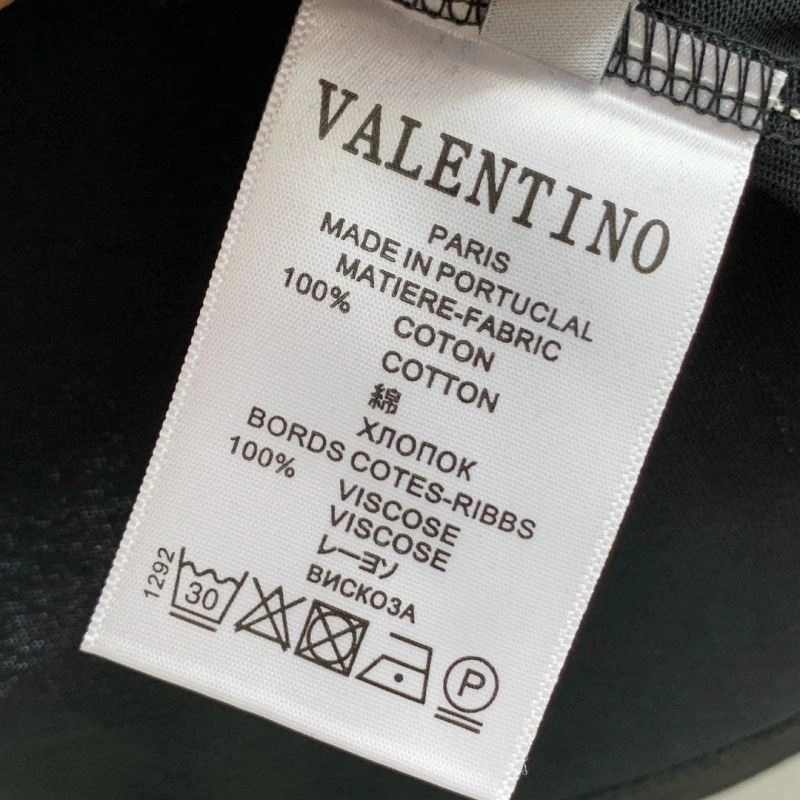 VALENTINO
PARIS
MADE IN PORTUCLAL
MATIERE-FABRIC
100% COTON
COTTON
綿
ХЛОПОК
BORDS COTES-RIBBS
100% VISCOSE
VISCOSE
レーヨソ
ВИСКОЗА
1292
30
P